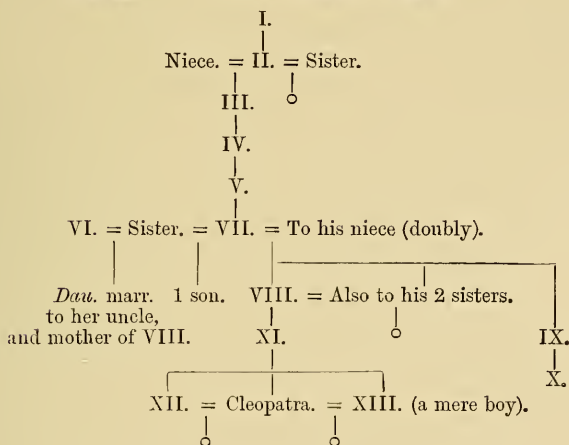 I.
Niece. = II. = Sister.
III.
IV.
V.
VI. = Sister. = VII. = To his niece (doubly).
Dau. marr. 1 son. VIII. = Also to his 2 sisters.
to her uncle,
and mother of VIII. XI. IX.
X.
XII. = Cleopatra. = XIII. (a mere boy).